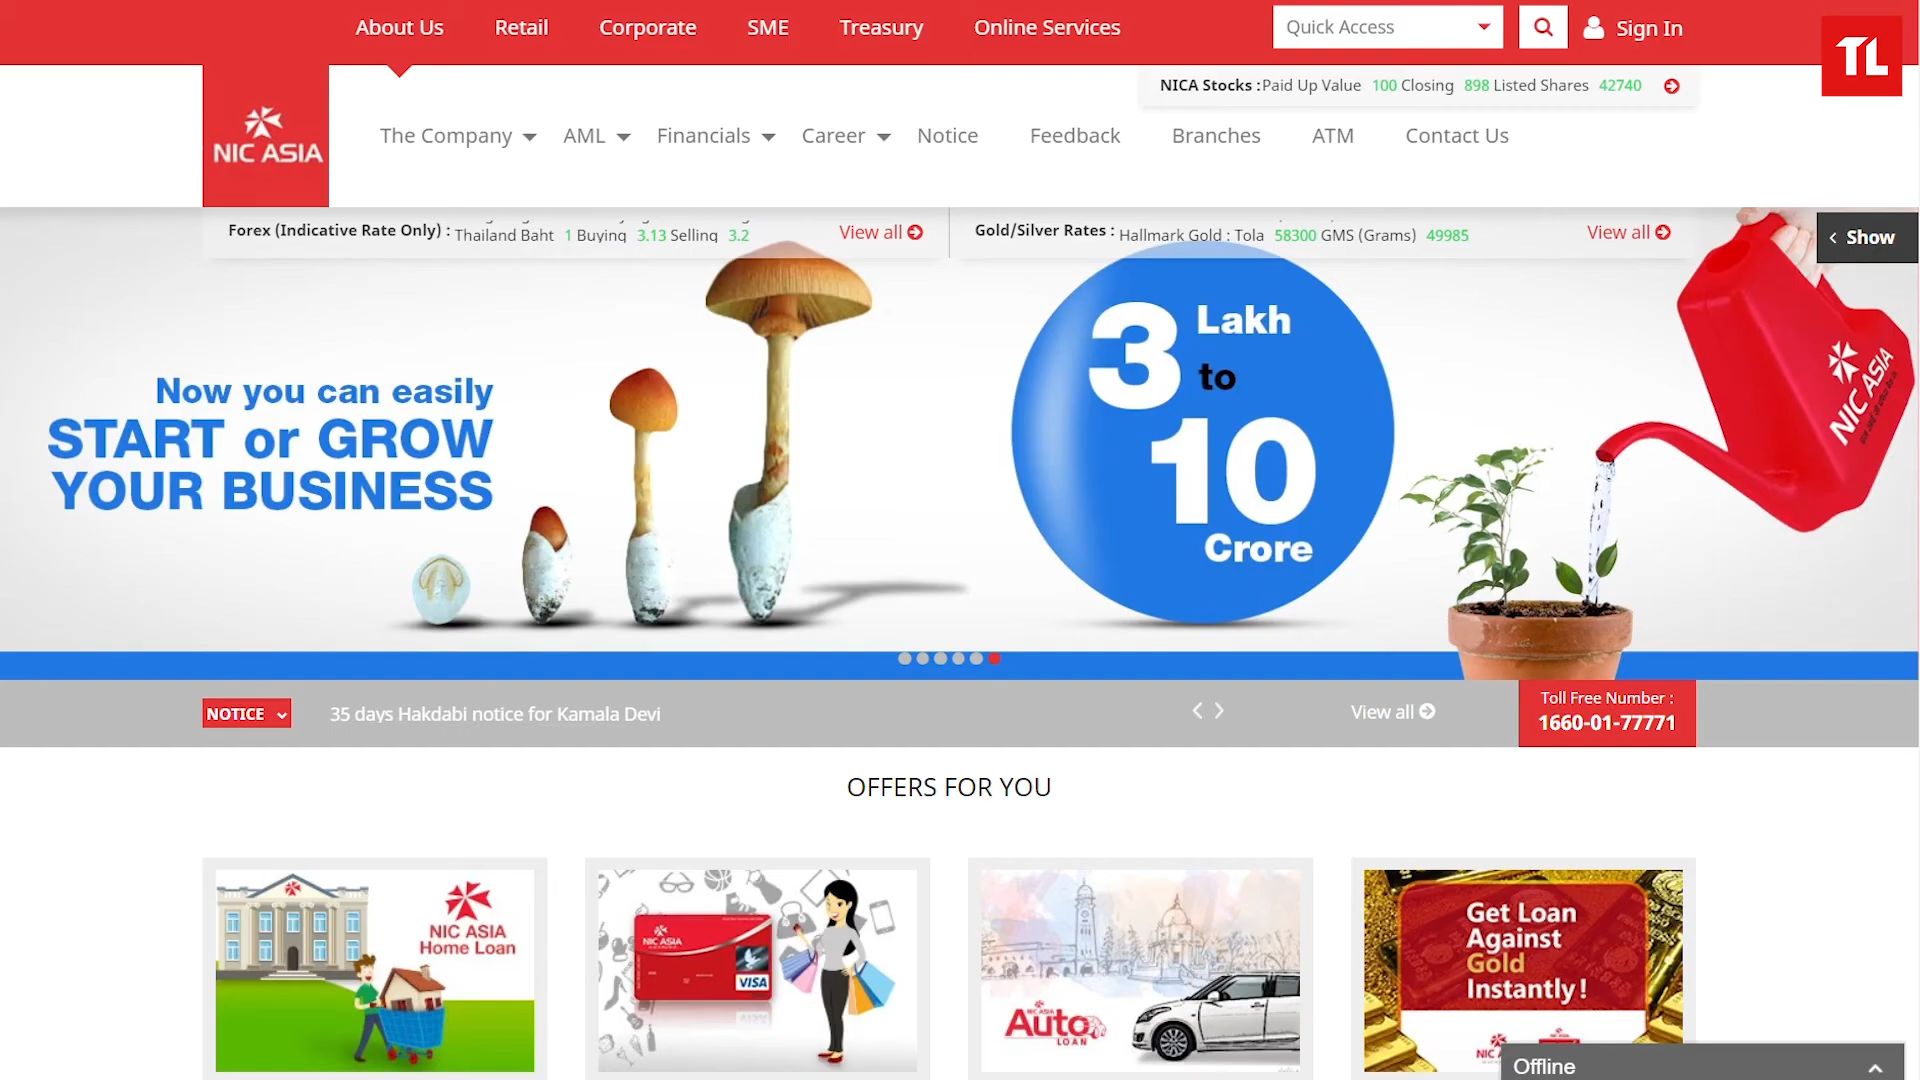 About Us Retail Corporate SME Treasury Online Services Quick Access Sign In
TL
NICA Stocks : Paid Up Value 100 Closing 898 Listed Shares 42740
NIC ASIA
The Company AML Financials Career Notice Feedback Branches ATM Contact Us
Forex (Indicative Rate Only) : Thailand Baht 1 Buying 3.13 Selling 3.2 View all
Gold/Silver Rates : Hallmark Gold : Tola 58300 GMS (Grams) 49985 View all
Show
Now you can easily
START or GROW
YOUR BUSINESS
3 Lakh
to
10
Crore
NIC ASIA
NOTICE 35 days Hakdabi notice for Kamala Devi View all
Toll Free Number :
1660-01-77771
OFFERS FOR YOU
NIC ASIA
Home Loan
NIC ASIA
VISA
NIC ASIA
Auto
LOAN
Get Loan
Against
Gold
Instantly!
Offline